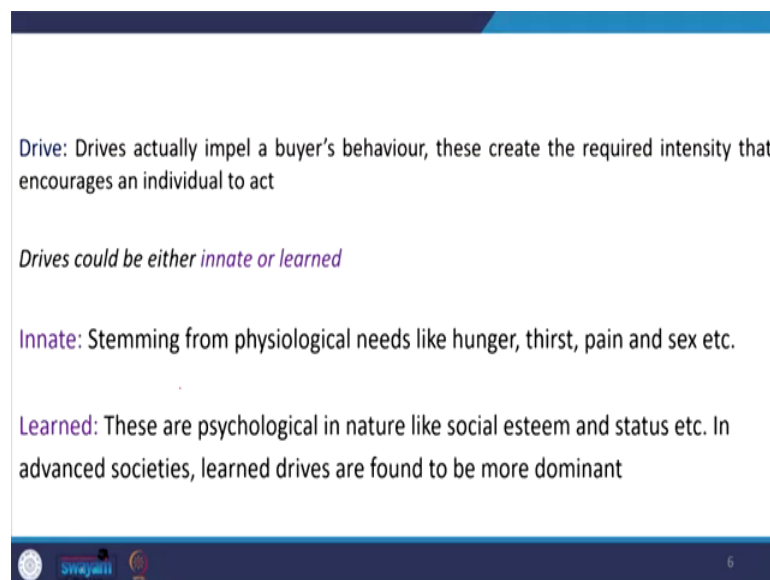 Drive: Drives actually impel a buyer's behaviour, these create the required intensity that
encourages an individual to act
Drives could be either innate or learned
Innate: Stemming from physiological needs like hunger, thirst, pain and sex etc.
Learned: These are psychological in nature like social esteem and status etc. In
advanced societies, learned drives are found to be more dominant
swayam
6